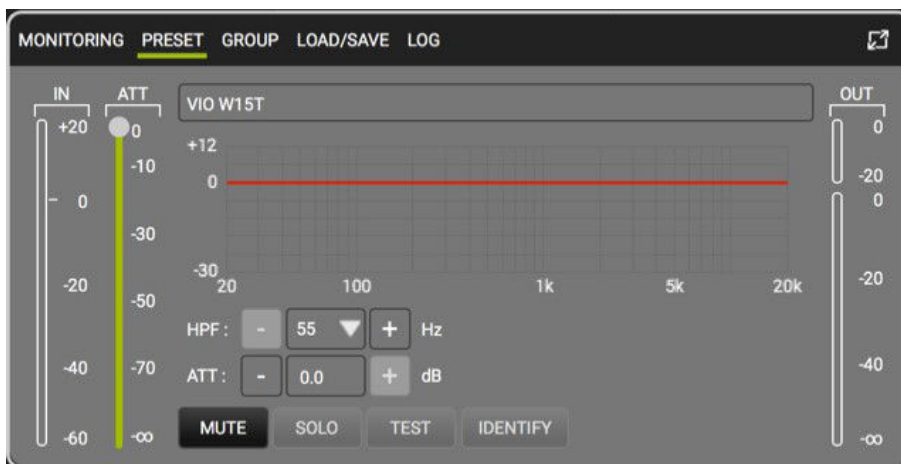 MONITORING PRESET GROUP LOAD/SAVE LOG
IN ATT VIO W15T OUT
+20 0 +12 0
-10 0 -20
0 0
-30
-30
-20 20 100 1k 5k 20k -20
-50
HPF : - 55 + Hz
-40 -70 ATT : - 0.0 + dB -40
MUTE SOLO TEST IDENTIFY
-60 -∞ -∞